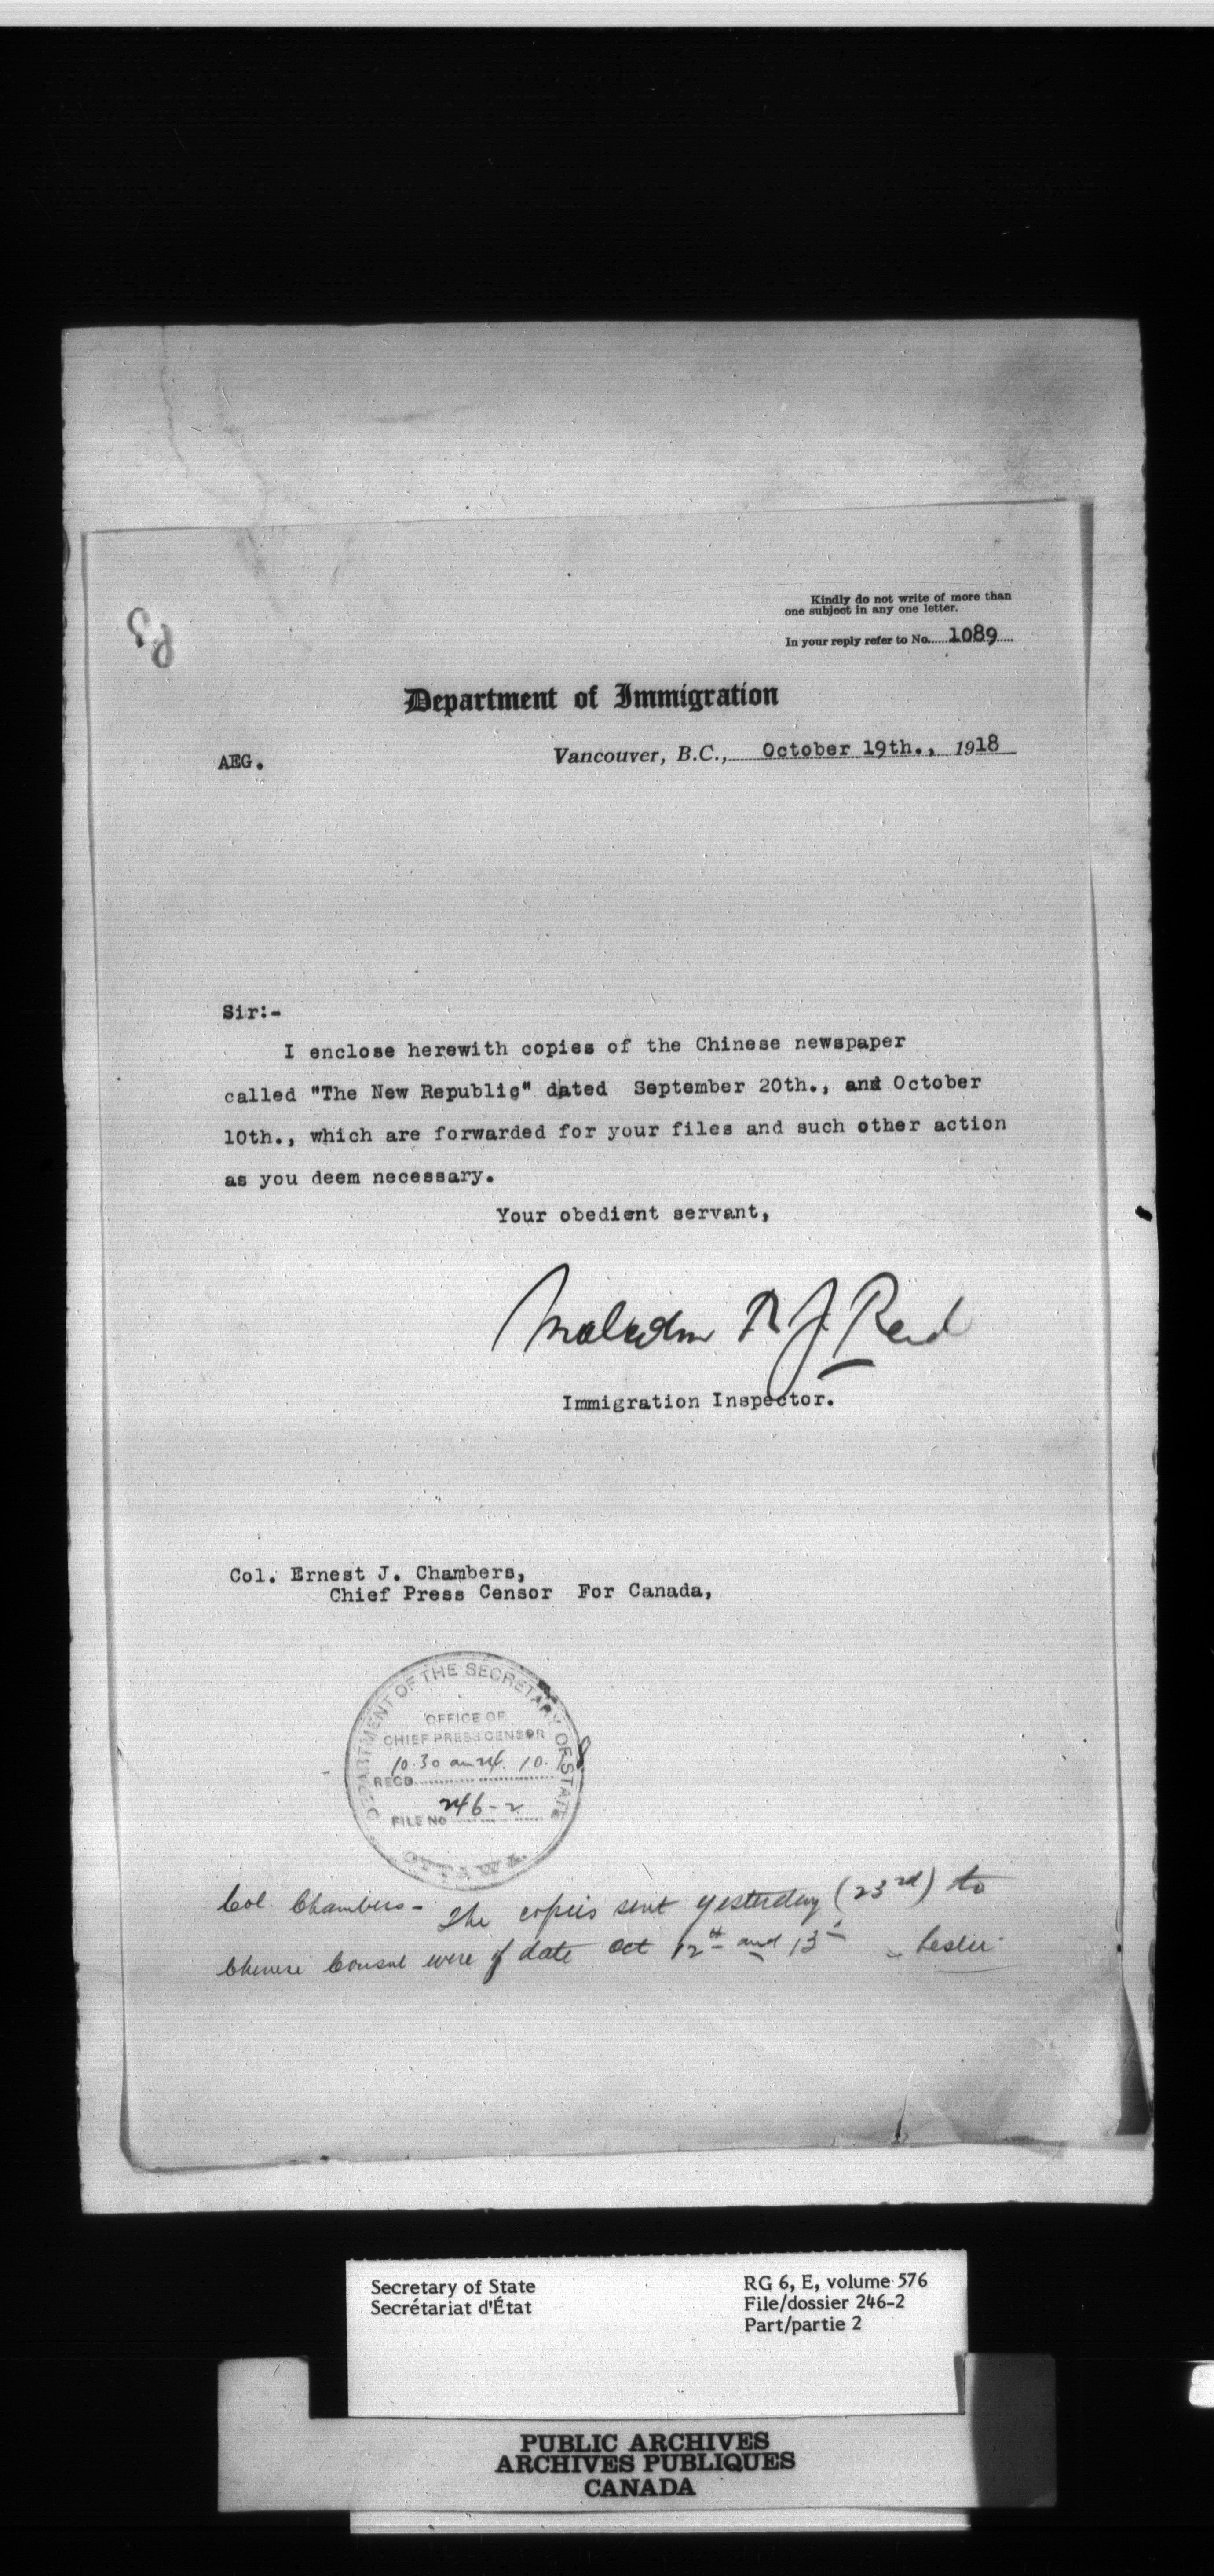 Kindly do not write of more than
one subject in any one letter.
In your reply refer to No. 1089
Department of Immigration
AEG.
Vancouver, B.C., October 19th., 1918
Sir:-
I enclose herewith copies of the Chinese newspaper
called "The New Republic" dated September 20th., and October
10th., which are forwarded for your files and such other action
as you deem necessary.
Your obedient servant,
Malcolm R J Reid
Immigration Inspector.
Col. Ernest J. Chambers,
Chief Press Censor For Canada,
DEPARTMENT OF THE SECRETARY OF STATE
OFFICE OF
CHIEF PRESS CENSOR
10.30 am 24. 10. 18
RECD
FILE NO 246-2
OTTAWA
Col. Chambers - The copies sent yesterday (23rd) to
Chinese Consul were of date Oct 12th and 13th - Leslie
Secretary of State
Secrétariat d'État
RG 6, E, volume 576
File/dossier 246-2
Part/partie 2
PUBLIC ARCHIVES
ARCHIVES PUBLIQUES
CANADA